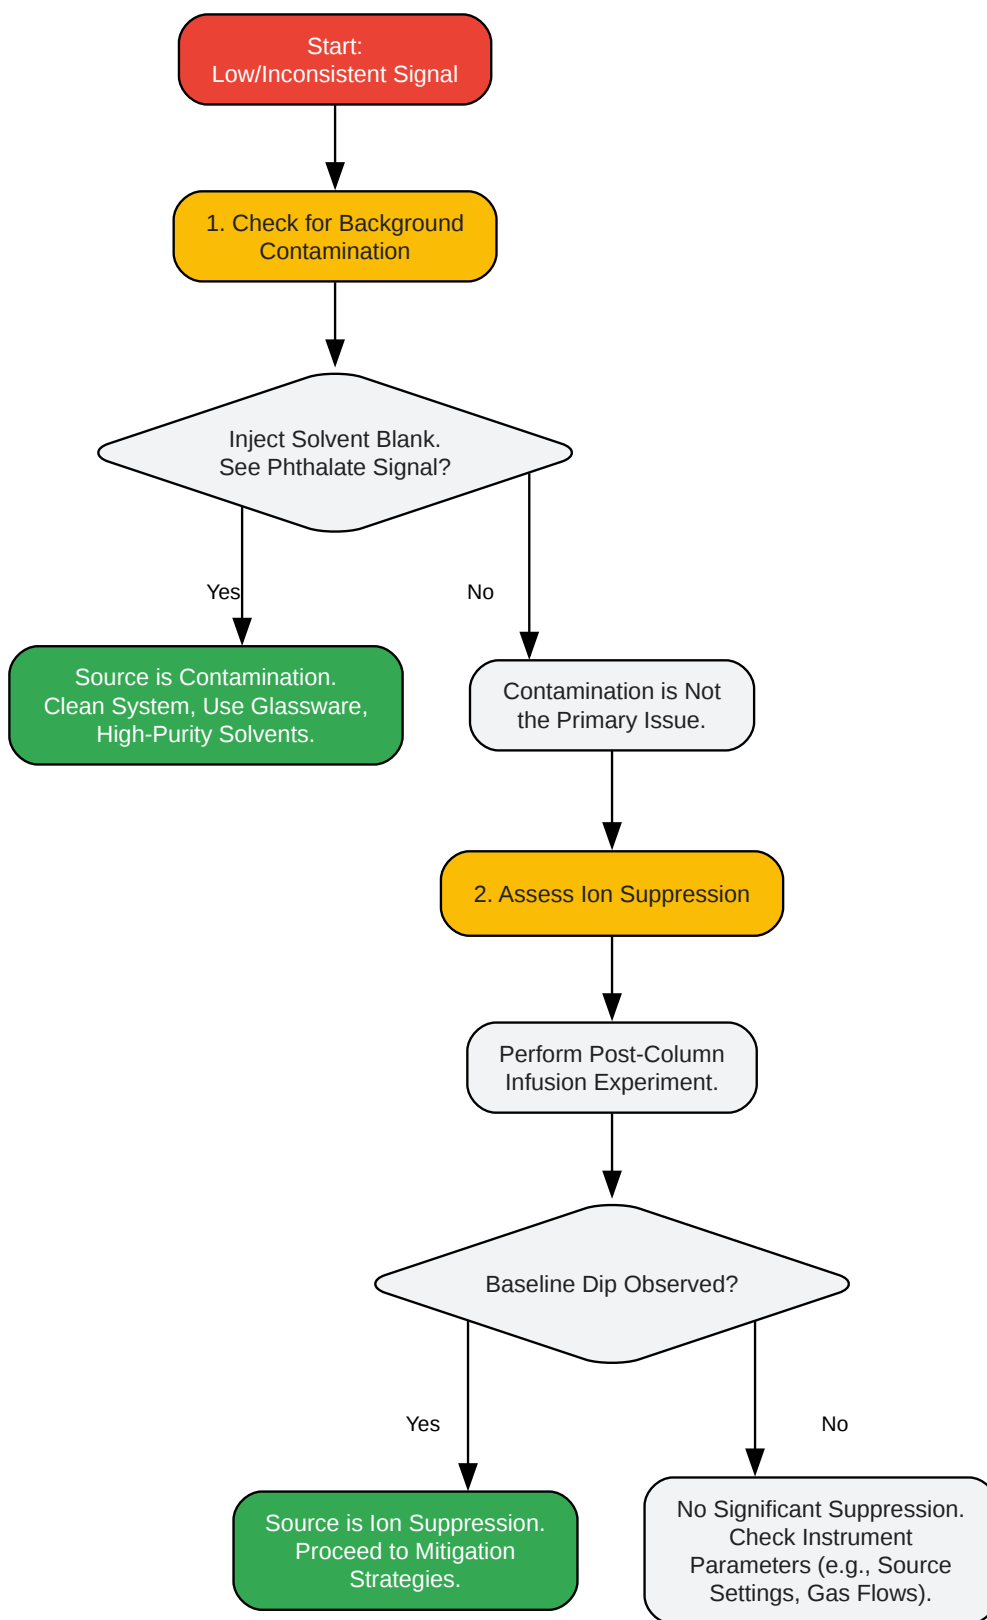 Start:
Low/Inconsistent Signal
1. Check for Background
Contamination
Inject Solvent Blank.
See Phthalate Signal?
Yes
No
Source is Contamination.
Clean System, Use Glassware,
High-Purity Solvents.
Contamination is Not
the Primary Issue.
2. Assess Ion Suppression
Perform Post-Column
Infusion Experiment.
Baseline Dip Observed?
Yes
No
Source is Ion Suppression.
Proceed to Mitigation
Strategies.
No Significant Suppression.
Check Instrument
Parameters (e.g., Source
Settings, Gas Flows).